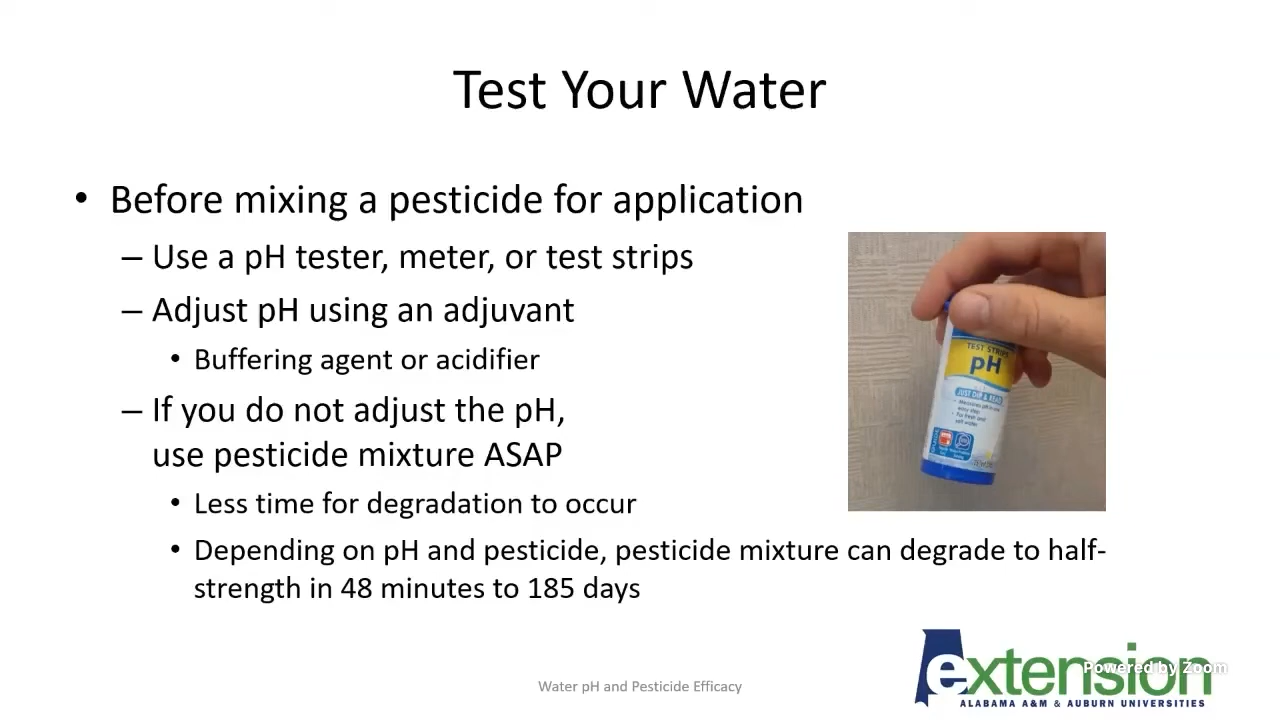 Test Your Water
• Before mixing a pesticide for application
– Use a pH tester, meter, or test strips
– Adjust pH using an adjuvant
• Buffering agent or acidifier
– If you do not adjust the pH,
use pesticide mixture ASAP
• Less time for degradation to occur
• Depending on pH and pesticide, pesticide mixture can degrade to half-
strength in 48 minutes to 185 days
TEST STRIPS
pH
JUST DIP & READ
Water pH and Pesticide Efficacy
extension
Powered by Zoom
ALABAMA A&M & AUBURN UNIVERSITIES